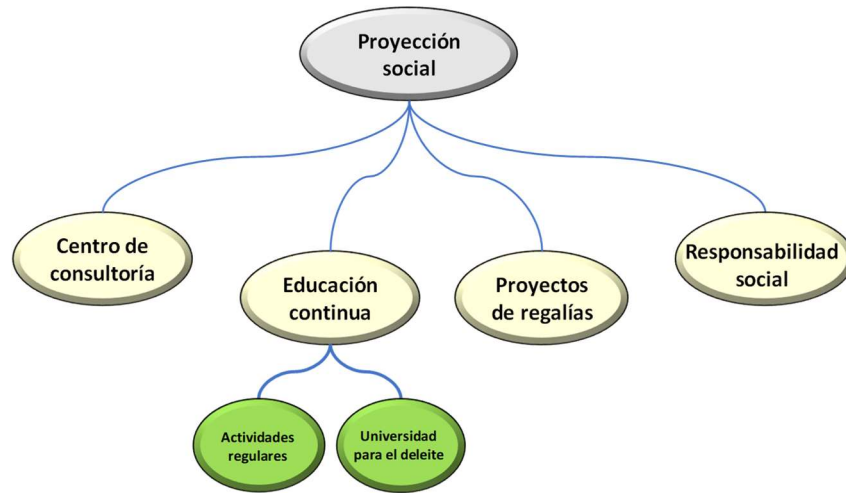 Proyección
social
Centro de
consultoría
Educación
continua
Proyectos
de regalías
Responsabilidad
social
Actividades
regulares
Universidad
para el deleite